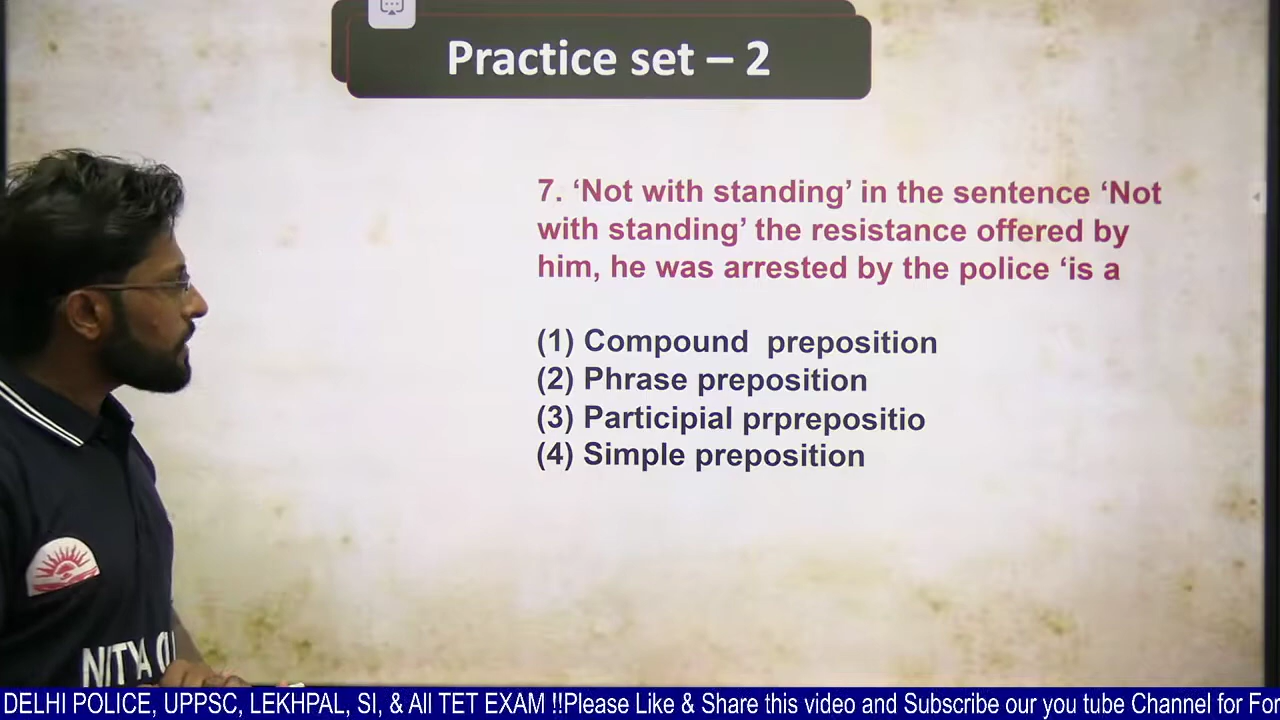 Practice set – 2
7. ‘Not with standing’ in the sentence ‘Not
with standing’ the resistance offered by
him, he was arrested by the police ‘is a
(1) Compound preposition
(2) Phrase preposition
(3) Participial prprepositio
(4) Simple preposition
NITYA
DELHI POLICE, UPPSC, LEKHPAL, SI, & All TET EXAM !!Please Like & Share this video and Subscribe our you tube Channel for For